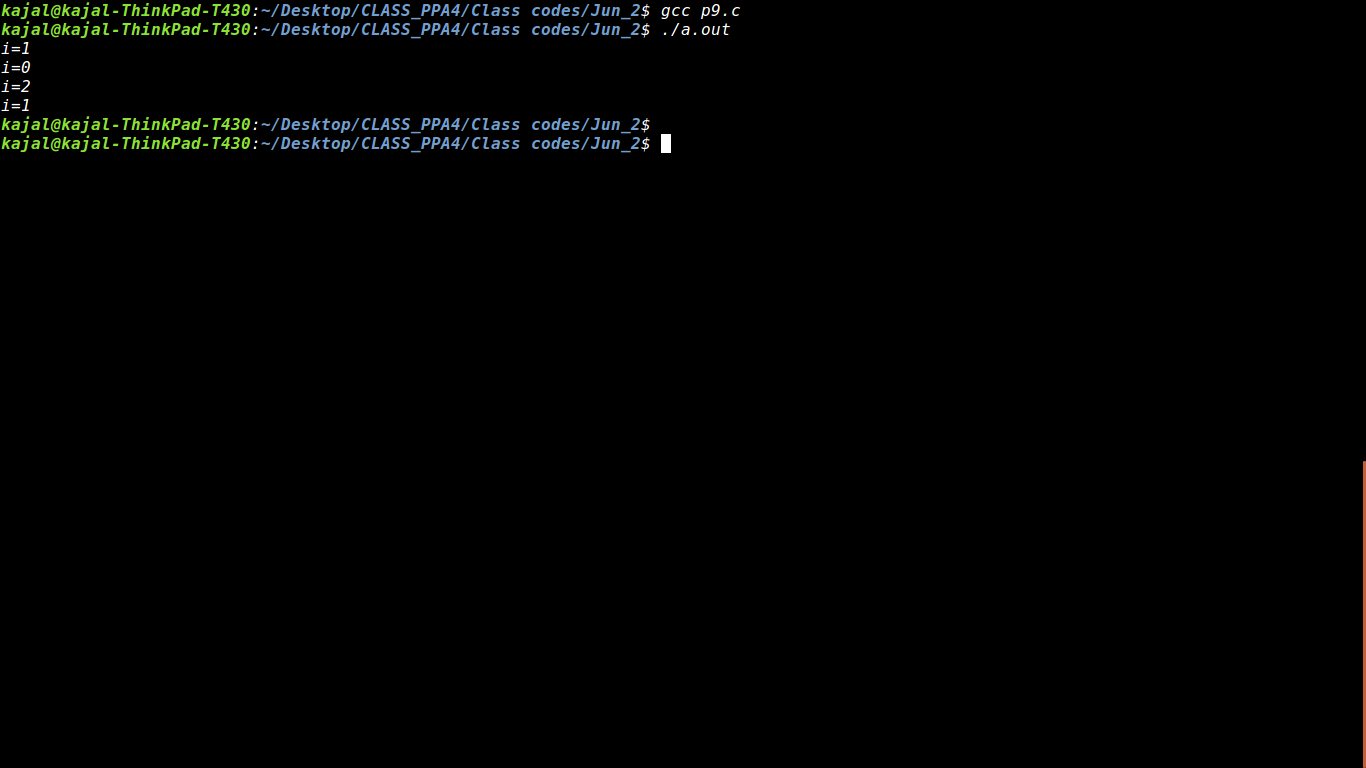 kajal@kajal-ThinkPad-T430:~/Desktop/CLASS_PPA4/Class codes/Jun_2$ gcc p9.c
kajal@kajal-ThinkPad-T430:~/Desktop/CLASS_PPA4/Class codes/Jun_2$ ./a.out
i=1
i=0
i=2
i=1
kajal@kajal-ThinkPad-T430:~/Desktop/CLASS_PPA4/Class codes/Jun_2$
kajal@kajal-ThinkPad-T430:~/Desktop/CLASS_PPA4/Class codes/Jun_2$